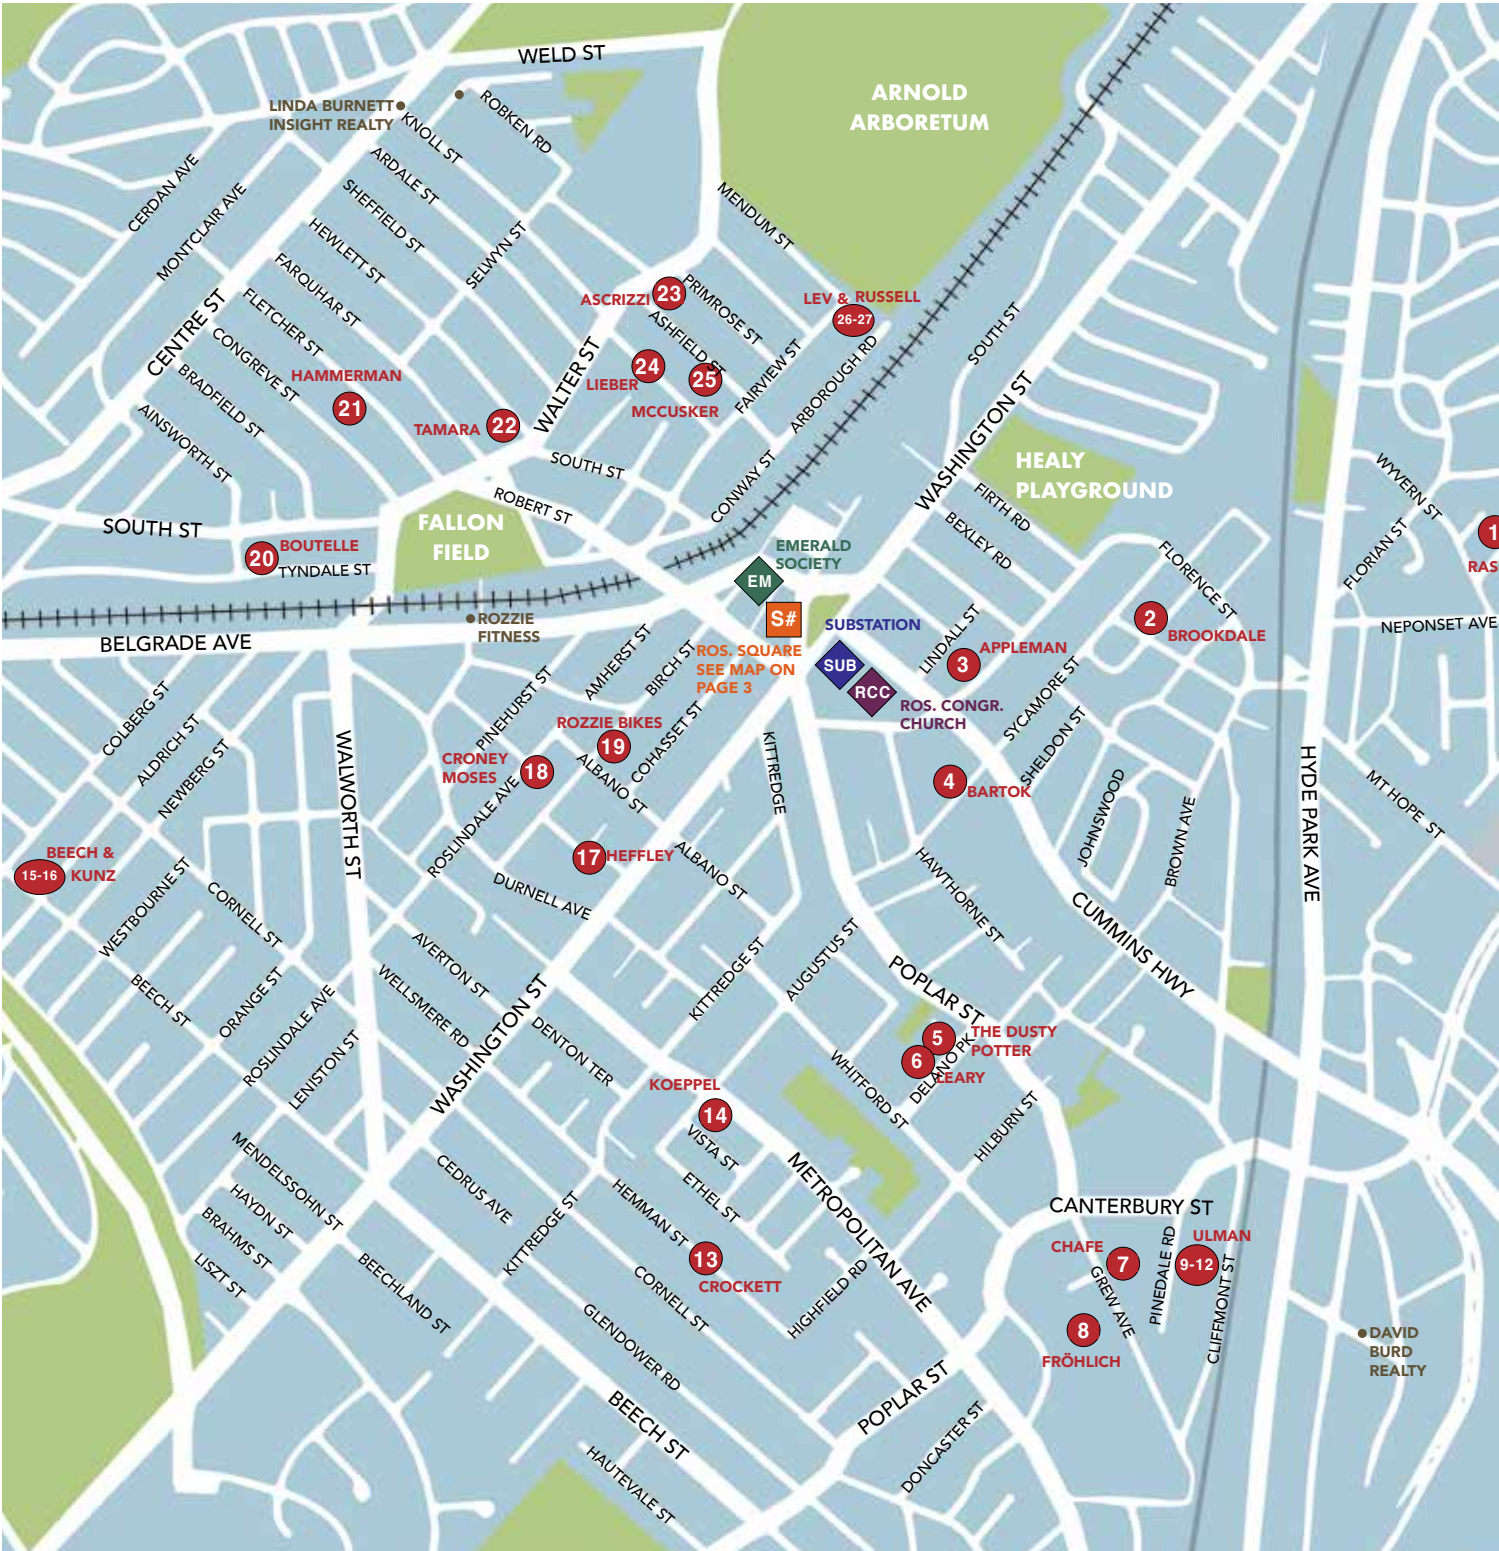 WELD ST
ARNOLD
ARBORETUM
LINDA BURNETT
INSIGHT REALTY
ROBKEN RD
KNOLL ST
ARDALE ST
SHEFFIELD ST
HEWLETT ST
FARQUHAR ST
FLETCHER ST
CONGREVE ST
BRADFIELD ST
AINSWORTH ST
CERDAN AVE
MONTCLAIR AVE
CENTRE ST
SELWYN ST
MENDUM ST
ASCRIZZI
23
PRIMROSE ST
ASHFIELD ST
LEV & RUSSELL
26-27
24
LIEBER
25
MCCUSKER
FAIRVIEW ST
ARBOROUGH RD
WALTER ST
HAMMERMAN
21
TAMARA
22
SOUTH ST
SOUTH ST
WASHINGTON ST
HEALY
PLAYGROUND
FIRTH RD
BEXLEY RD
CONWAY ST
ROBERT ST
SOUTH ST
FALLON
FIELD
20
BOUTELLE
TYNDALE ST
BELGRADE AVE
ROZZIE
FITNESS
EMERALD
SOCIETY
EM
S#
ROS. SQUARE
SEE MAP ON
PAGE 3
SUBSTATION
SUB
RCC
ROS. CONGR.
CHURCH
LINDALL ST
3
APPLEMAN
FLORENCE ST
2
BROOKDALE
WYVERN ST
FLORIAN ST
1
RAS
NEPONSET AVE
SYCAMORE ST
SHELDON ST
4
BARTOK
JOHNSWOOD
BROWN AVE
HYDE PARK AVE
MT HOPE ST
CUMMINS HWY
AMHERST ST
BIRCH ST
PINEHURST ST
COHASSET ST
ROZZIE BIKES
19
CRONEY
MOSES
18
ALBANO ST
ROSLINDALE AVE
KITTREDGE
COLBERG ST
ALDRICH ST
NEWBERG ST
WALWORTH ST
BEECH &
KUNZ
15-16
17
HEFFLEY
ALBANO ST
DURNELL AVE
WESTBOURNE ST
CORNELL ST
BEECH ST
ORANGE ST
ROSLINDALE AVE
LENISTON ST
AVERTON ST
WELLSMERE RD
WASHINGTON ST
DENTON TER
KITTREDGE ST
AUGUSTUS ST
HAWTHORNE ST
POPLAR ST
5
THE DUSTY
POTTER
6
LEARY
DELANO PK
WHITFORD ST
HILBURN ST
KOEPPEL
14
VISTA ST
ETHEL ST
METROPOLITAN AVE
MENDELSSOHN ST
HAYDN ST
BRAHMS ST
LISZT ST
CEDRUS AVE
KITTREDGE ST
HEMMAN ST
13
CROCKETT
BEECHLAND ST
CORNELL ST
HIGHFIELD RD
GLENDOWER RD
BEECH ST
HAUTEVALE ST
POPLAR ST
DONCASTER ST
CANTERBURY ST
CHAFE
7
GREW AVE
PINEDALE RD
ULMAN
9-12
CLIFFMONT ST
8
FRÖHLICH
DAVID
BURD
REALTY